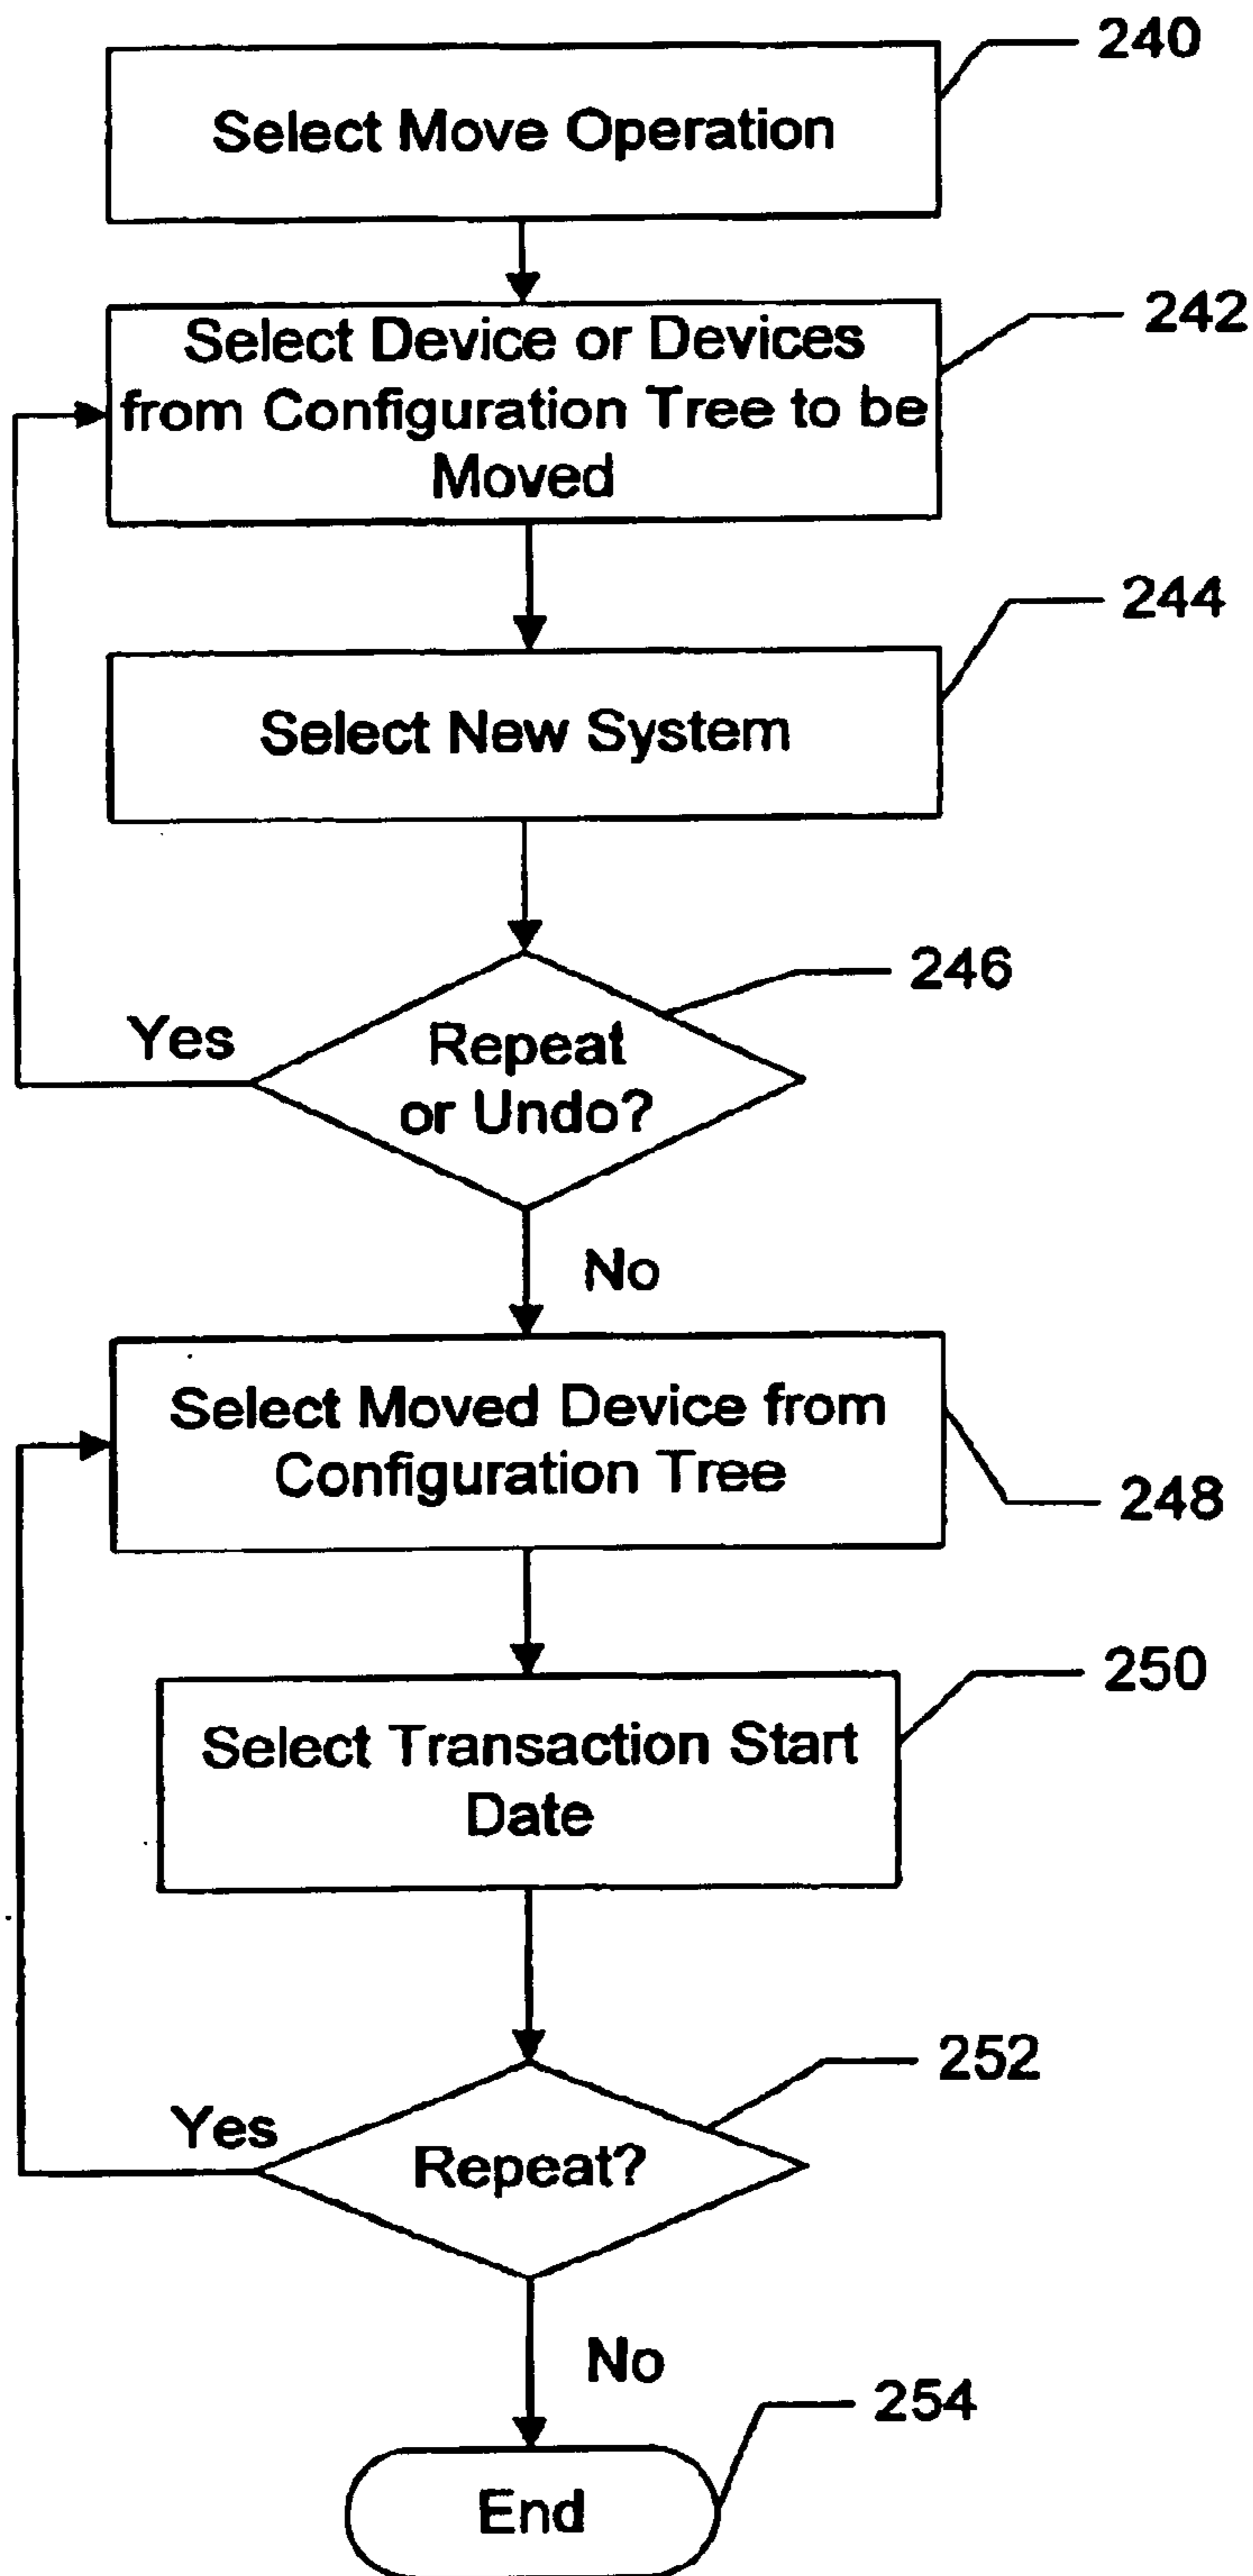 240
Select Move Operation
242
Select Device or Devices
from Configuration Tree to be
Moved
244
Select New System
246
Yes
Repeat
or Undo?
No
Select Moved Device from
Configuration Tree
248
250
Select Transaction Start
Date
252
Yes
Repeat?
No
254
End